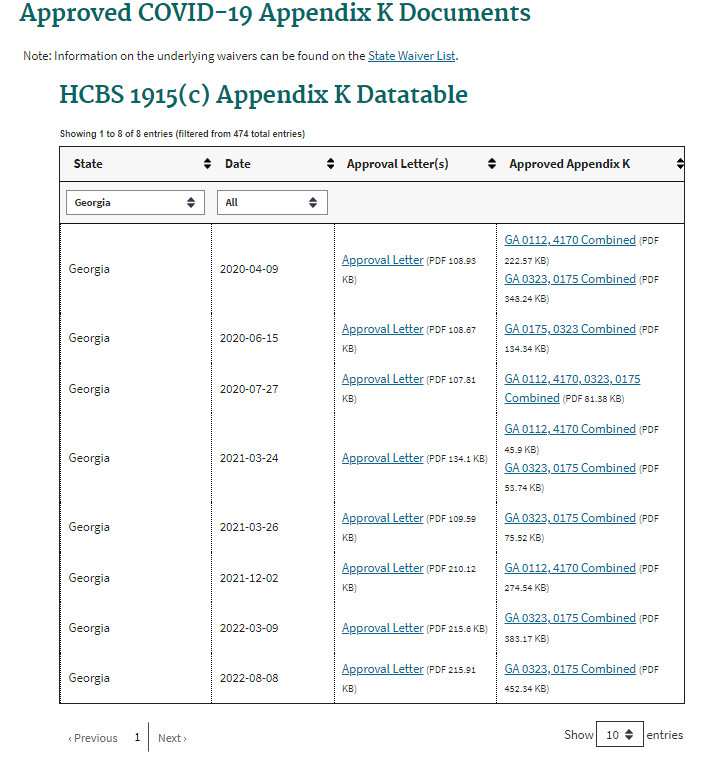 Approved COVID-19 Appendix K Documents
Note: Information on the underlying waivers can be found on the State Waiver List.
HCBS 1915(c) Appendix K Datatable
Showing 1 to 8 of 8 entries (filtered from 474 total entries)
State Date Approval Letter(s) Approved Appendix K
Georgia All
Georgia 2020-04-09 Approval Letter (PDF 108.93 KB) GA 0112, 4170 Combined (PDF 222.57 KB)
GA 0323, 0175 Combined (PDF 348.24 KB)
Georgia 2020-06-15 Approval Letter (PDF 108.67 KB) GA 0175, 0323 Combined (PDF 134.34 KB)
Georgia 2020-07-27 Approval Letter (PDF 107.81 KB) GA 0112, 4170, 0323, 0175 Combined (PDF 81.38 KB)
Georgia 2021-03-24 Approval Letter (PDF 134.1 KB) GA 0112, 4170 Combined (PDF 45.9 KB)
GA 0323, 0175 Combined (PDF 53.74 KB)
Georgia 2021-03-26 Approval Letter (PDF 109.59 KB) GA 0323, 0175 Combined (PDF 75.52 KB)
Georgia 2021-12-02 Approval Letter (PDF 210.12 KB) GA 0112, 4170 Combined (PDF 274.54 KB)
Georgia 2022-03-09 Approval Letter (PDF 215.6 KB) GA 0323, 0175 Combined (PDF 383.17 KB)
Georgia 2022-08-08 Approval Letter (PDF 215.91 KB) GA 0323, 0175 Combined (PDF 452.34 KB)
‹ Previous 1 Next › Show 10 entries